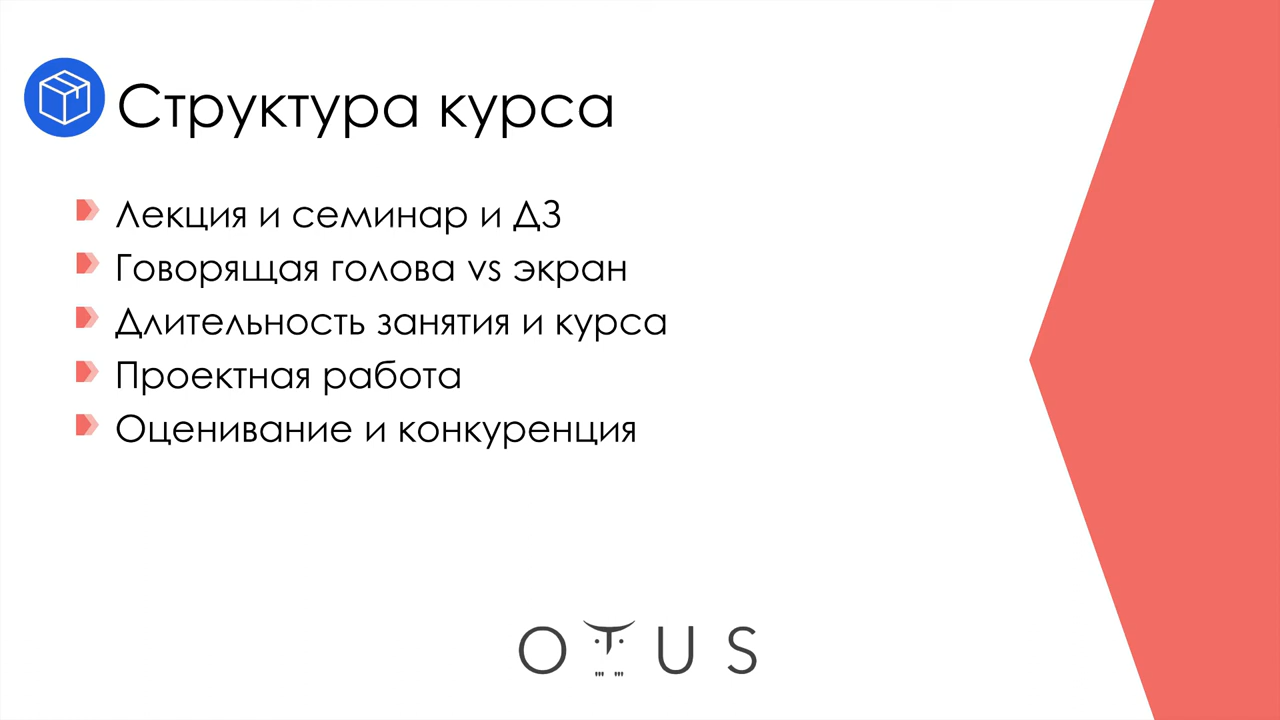 Структура курса
Лекция и семинар и ДЗ
Говорящая голова vs экран
Длительность занятия и курса
Проектная работа
Оценивание и конкуренция
OTUS